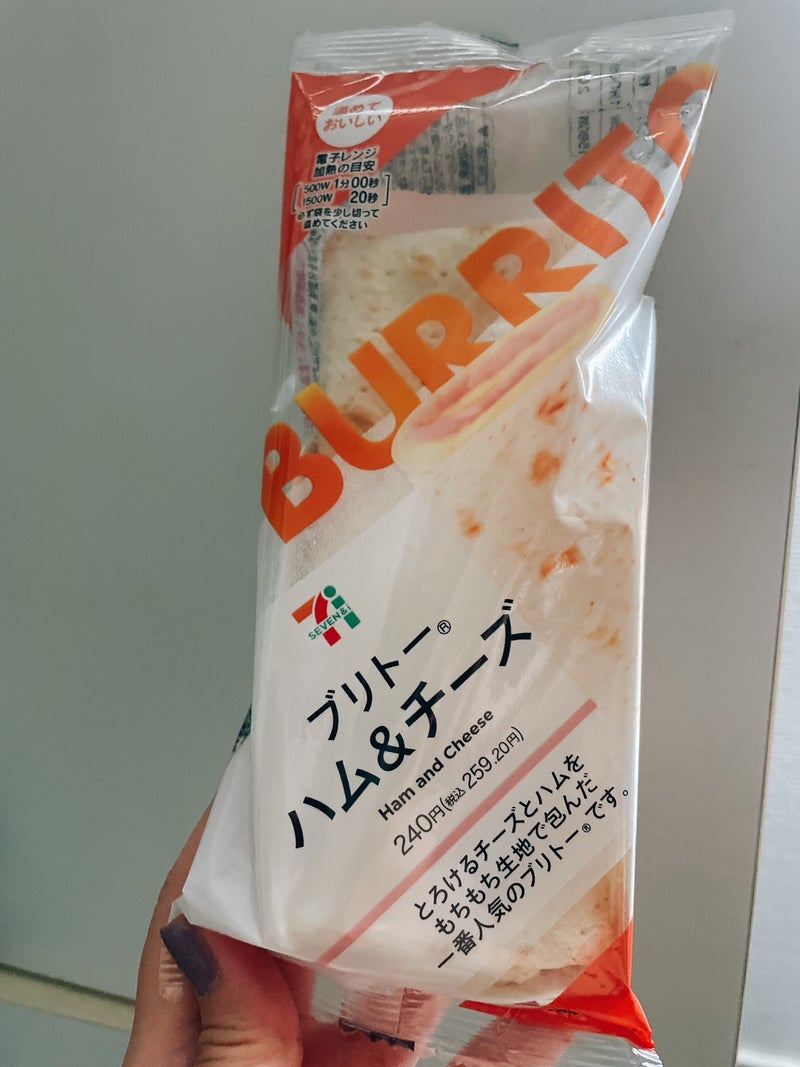 温めて
おいしい
電子レンジ
加熱の目安
500W 1分00秒
1500W 20秒
必ず袋を少し切って
温めてください
BURRITO
SEVEN&i
ブリトー®
ハム&チーズ
Ham and Cheese
240円(税込 259.20円)
とろけるチーズとハムを
もちもち生地で包んだ
一番人気のブリトー®です。